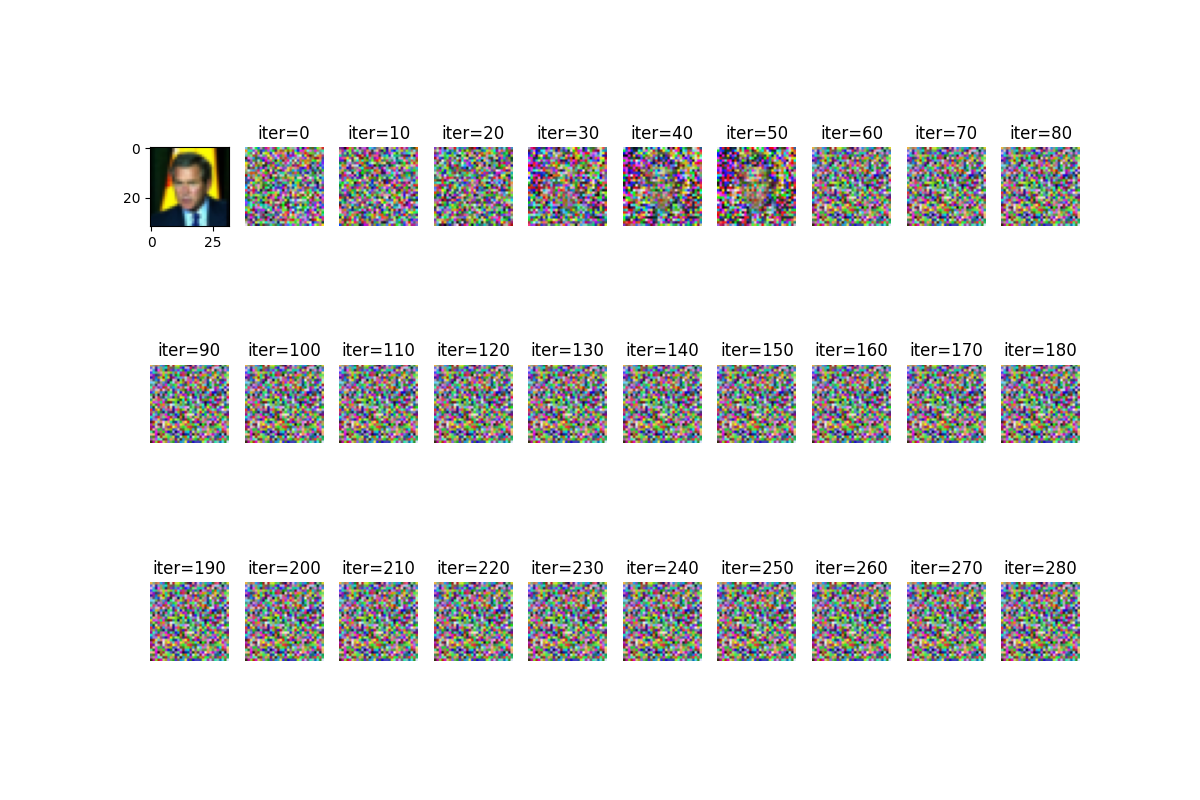 iter=0 iter=10 iter=20 iter=30 iter=40 iter=50 iter=60 iter=70 iter=80
0
20
0 25
iter=90 iter=100 iter=110 iter=120 iter=130 iter=140 iter=150 iter=160 iter=170 iter=180
iter=190 iter=200 iter=210 iter=220 iter=230 iter=240 iter=250 iter=260 iter=270 iter=280